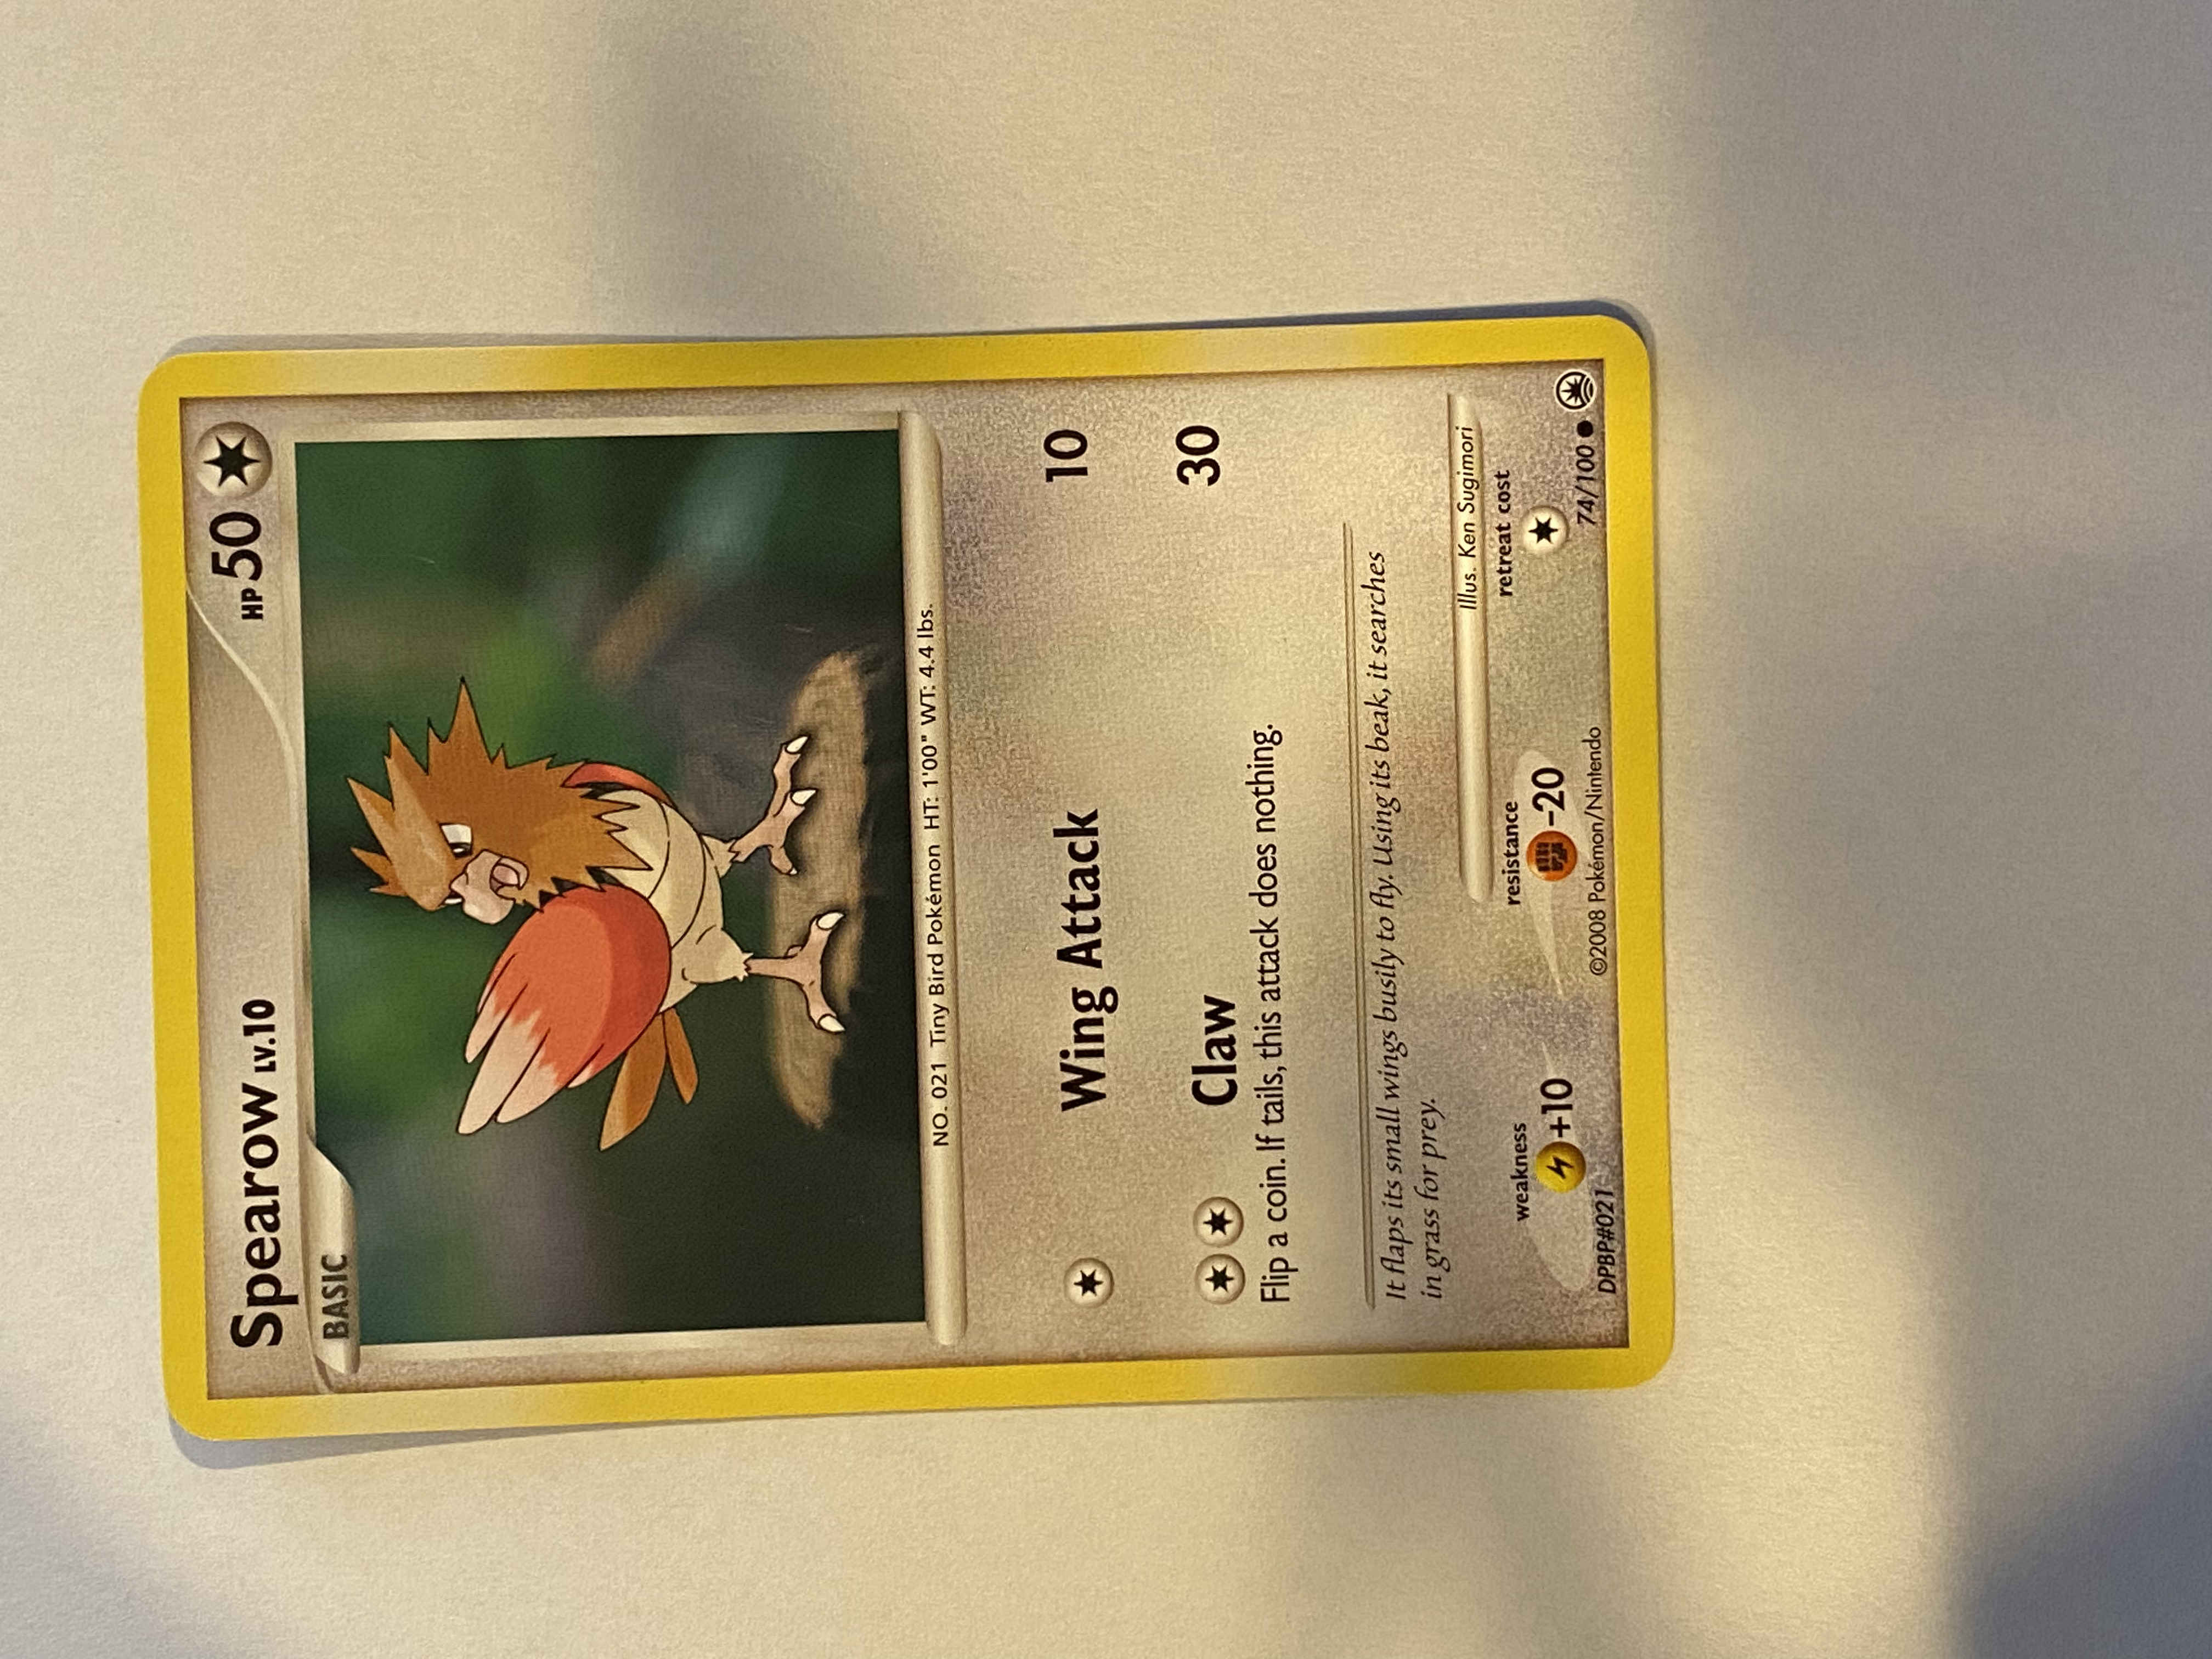 Spearow LV.10 HP 50
BASIC
NO. 021 Tiny Bird Pokémon HT: 1'00" WT: 4.4 lbs.
Wing Attack 10
Claw 30
Flip a coin. If tails, this attack does nothing.
It flaps its small wings busily to fly. Using its beak, it searches
in grass for prey.
Illus. Ken Sugimori
weakness resistance retreat cost
+10 -20
DPBP#021 ©2008 Pokémon/Nintendo 74/100